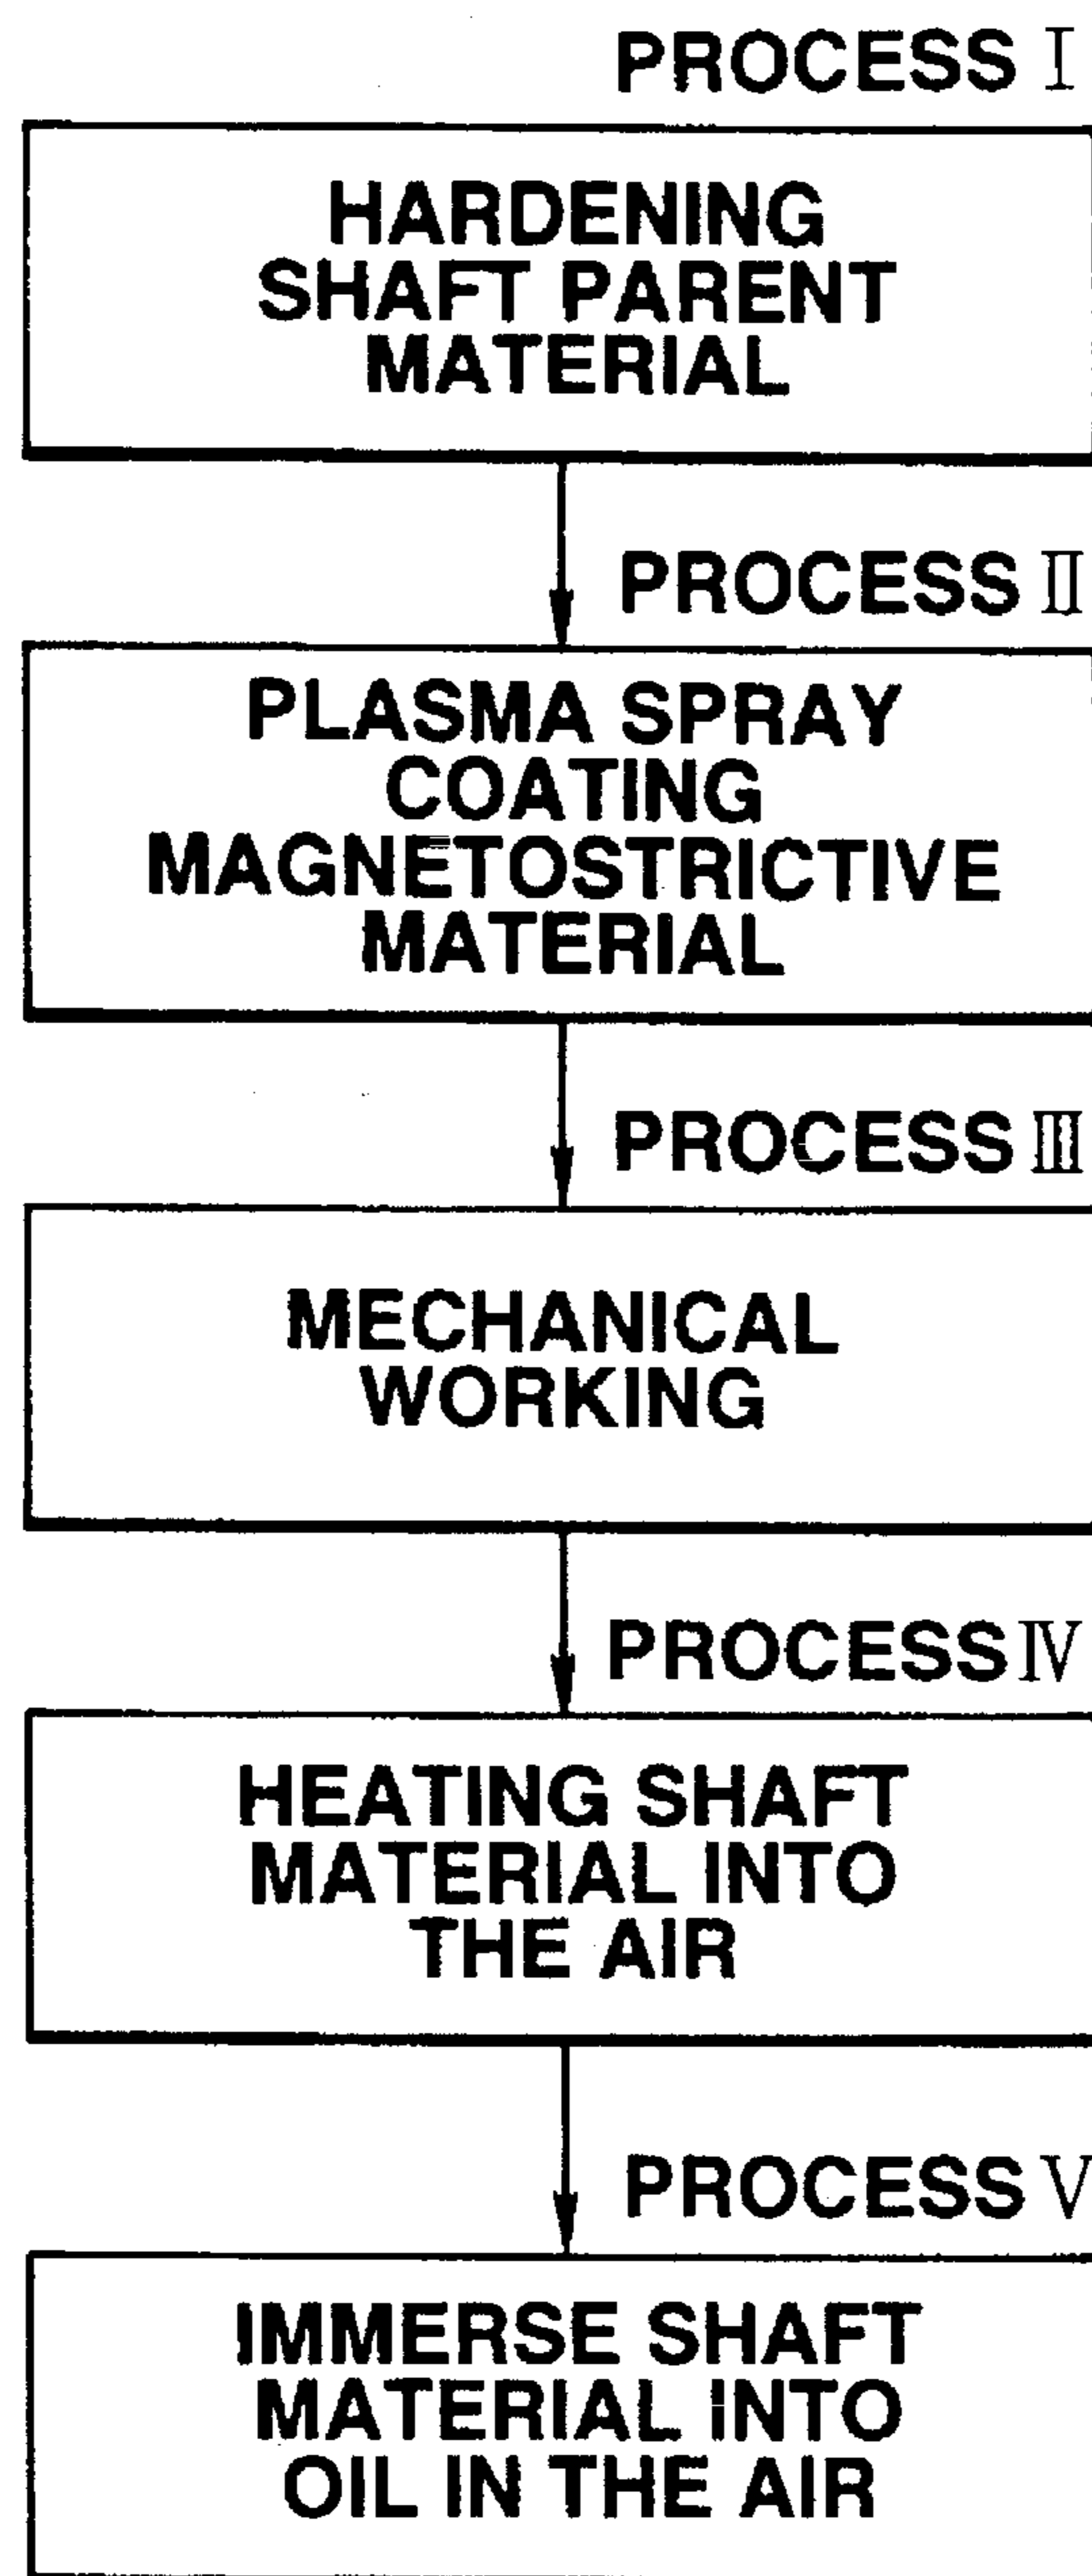 PROCESS I
HARDENING
SHAFT PARENT
MATERIAL
PROCESS II
PLASMA SPRAY
COATING
MAGNETOSTRICTIVE
MATERIAL
PROCESS III
MECHANICAL
WORKING
PROCESS IV
HEATING SHAFT
MATERIAL INTO
THE AIR
PROCESS V
IMMERSE SHAFT
MATERIAL INTO
OIL IN THE AIR